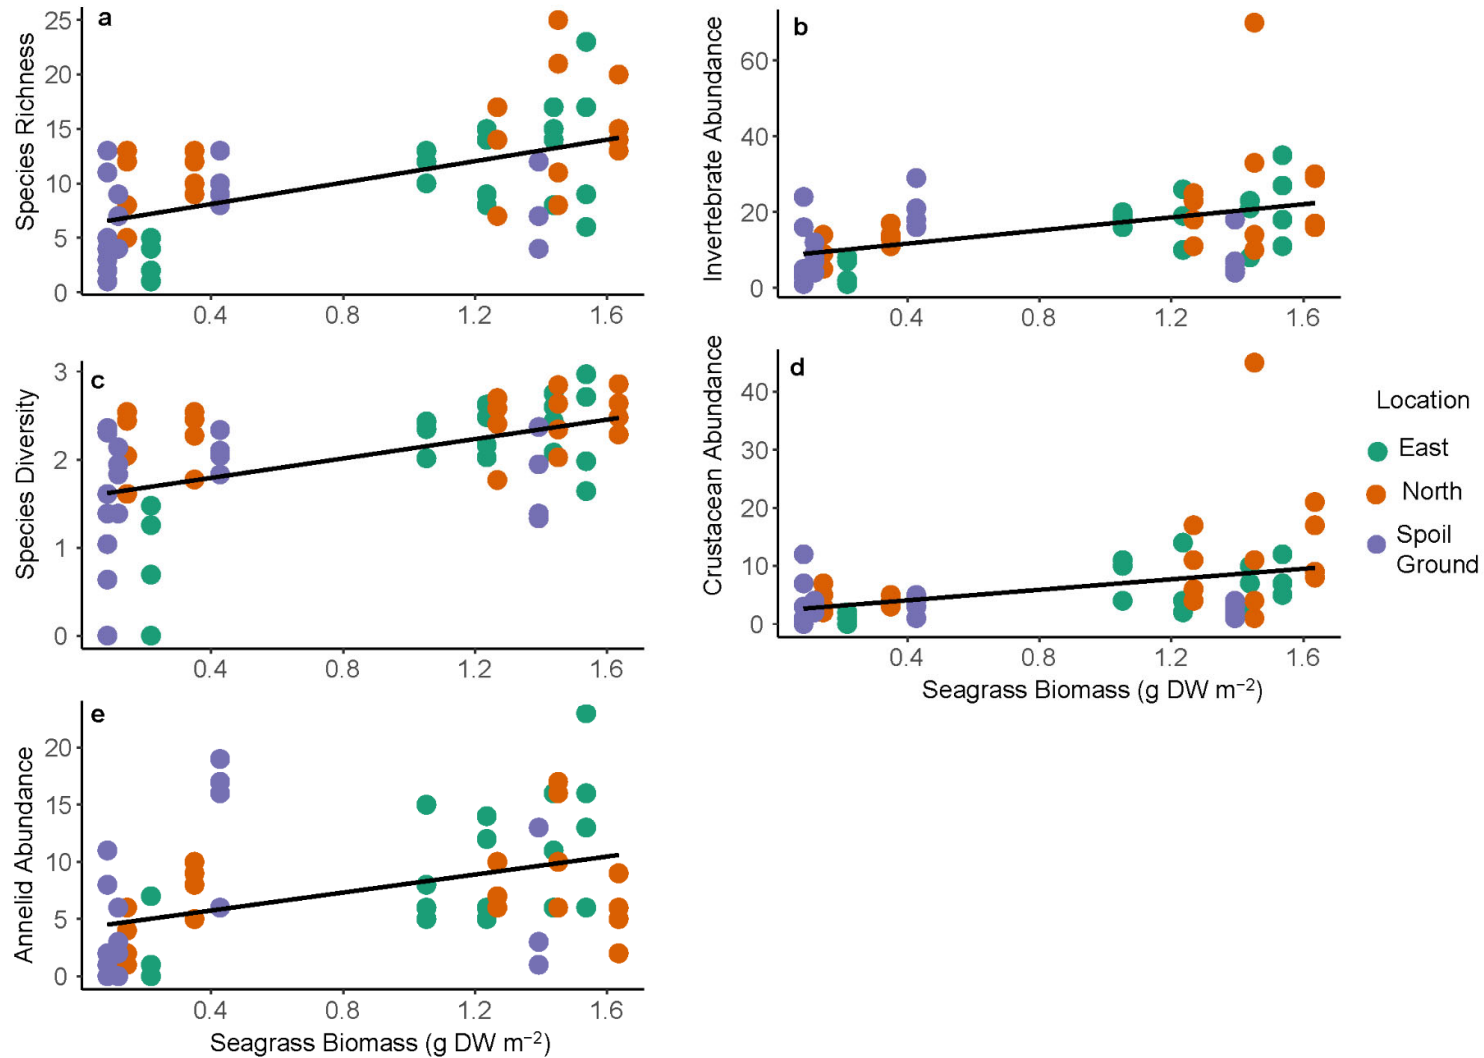 a
Species Richness
25
20
15
10
5
0
0.4 0.8 1.2 1.6
b
Invertebrate Abundance
60
40
20
0
0.4 0.8 1.2 1.6
c
Species Diversity
3
2
1
0
0.4 0.8 1.2 1.6
d
Crustacean Abundance
40
30
20
10
0
0.4 0.8 1.2 1.6
Seagrass Biomass (g DW m⁻²)
Location
East
North
Spoil
Ground
e
Annelid Abundance
20
15
10
5
0
0.4 0.8 1.2 1.6
Seagrass Biomass (g DW m⁻²)